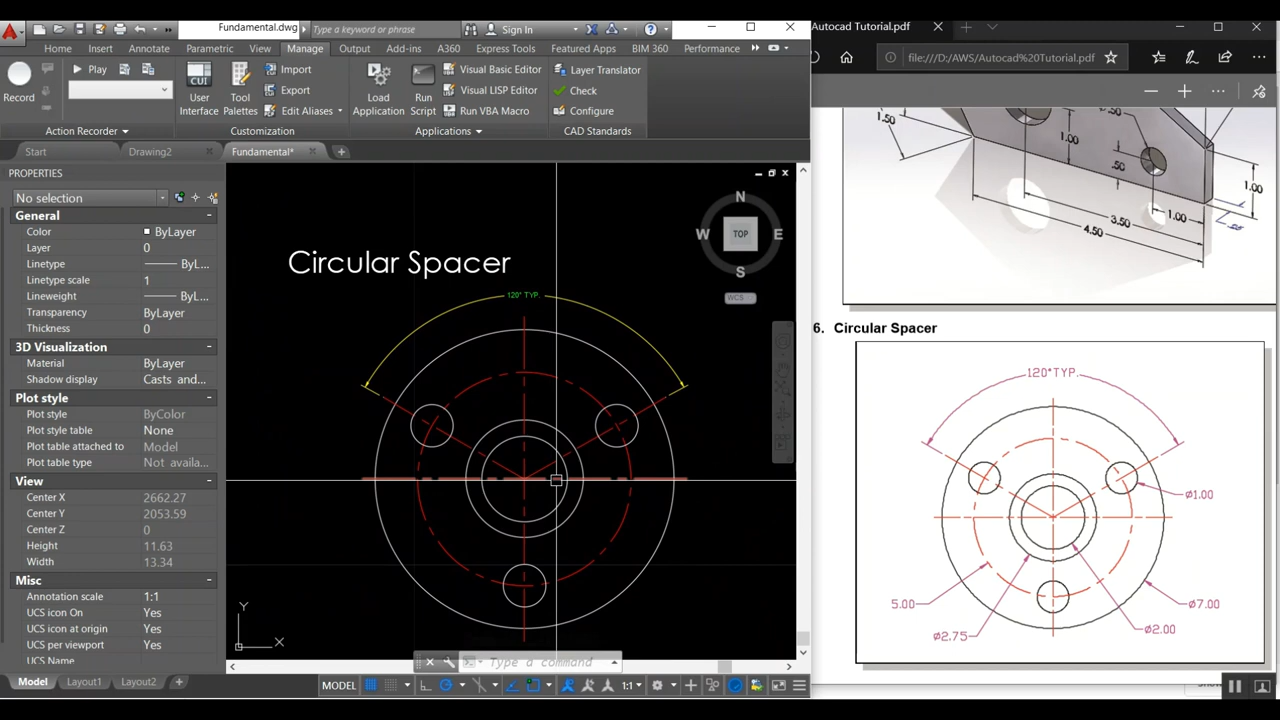 Fundamental.dwg
Type a keyword or phrase
Sign In
Home Insert Annotate Parametric View Manage Output Add-ins A360 Express Tools Featured Apps BIM 360 Performance
Record
Play
CUI
User
Interface
Tool
Palettes
Import
Export
Edit Aliases
Load
Application
Run
Script
Visual Basic Editor
Visual LISP Editor
Run VBA Macro
Layer Translator
Check
Configure
Action Recorder
Customization
Applications
CAD Standards
Start
Drawing2
Fundamental*
PROPERTIES
No selection
General
Color ByLayer
Layer 0
Linetype ByL...
Linetype scale 1
Lineweight ByL...
Transparency ByLayer
Thickness 0
3D Visualization
Material ByLayer
Shadow display Casts and...
Plot style
Plot style ByColor
Plot style table None
Plot table attached to Model
Plot table type Not availa...
View
Center X 2662.27
Center Y 2053.59
Center Z 0
Height 11.63
Width 13.34
Misc
Annotation scale 1:1
UCS icon On Yes
UCS icon at origin Yes
UCS per viewport Yes
UCS Name
Circular Spacer
120° TYP.
N
W TOP E
S
WCS
Y
X
Type a command
Model Layout1 Layout2
MODEL
1:1
Autocad Tutorial.pdf
file:///D:/AWS/Autocad%20Tutorial.pdf
1.50
1.00
.50
.50
1.00
3.50
1.00
4.50
6. Circular Spacer
120°TYP.
ø1.00
5.00
ø7.00
ø2.75
ø2.00